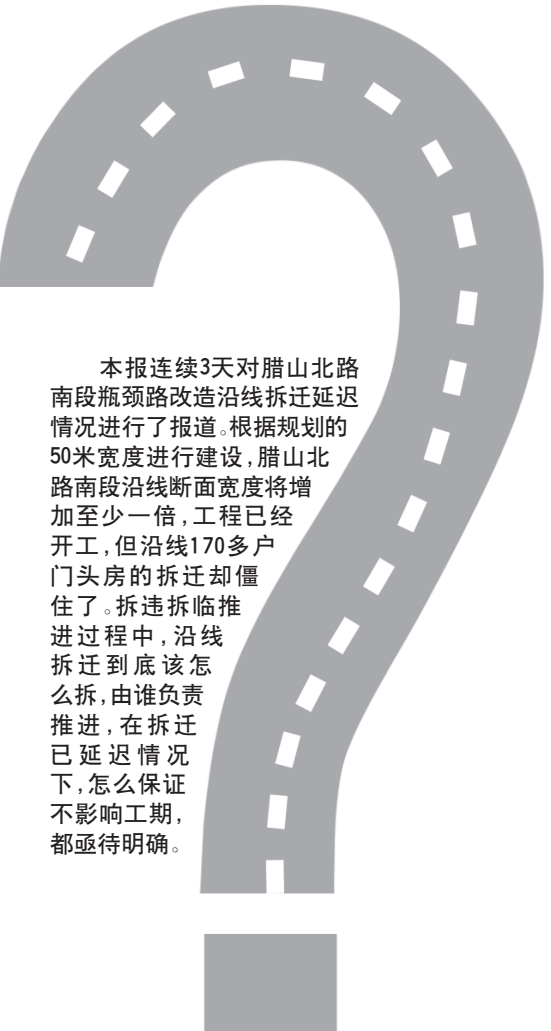 本报连续3天对腊山北路
南段瓶颈路改造沿线拆迁延迟
情况进行了报道。根据规划的
50米宽度进行建设,腊山北
路南段沿线断面宽度将增
加至少一倍,工程已经
开工,但沿线170多户
门头房的拆迁却僵
住了。拆违拆临推
进过程中,沿线
拆迁到底该怎
么拆,由谁负责
推进,在拆迁
已延迟情况
下,怎么保证
不影响工期,
都亟待明确。